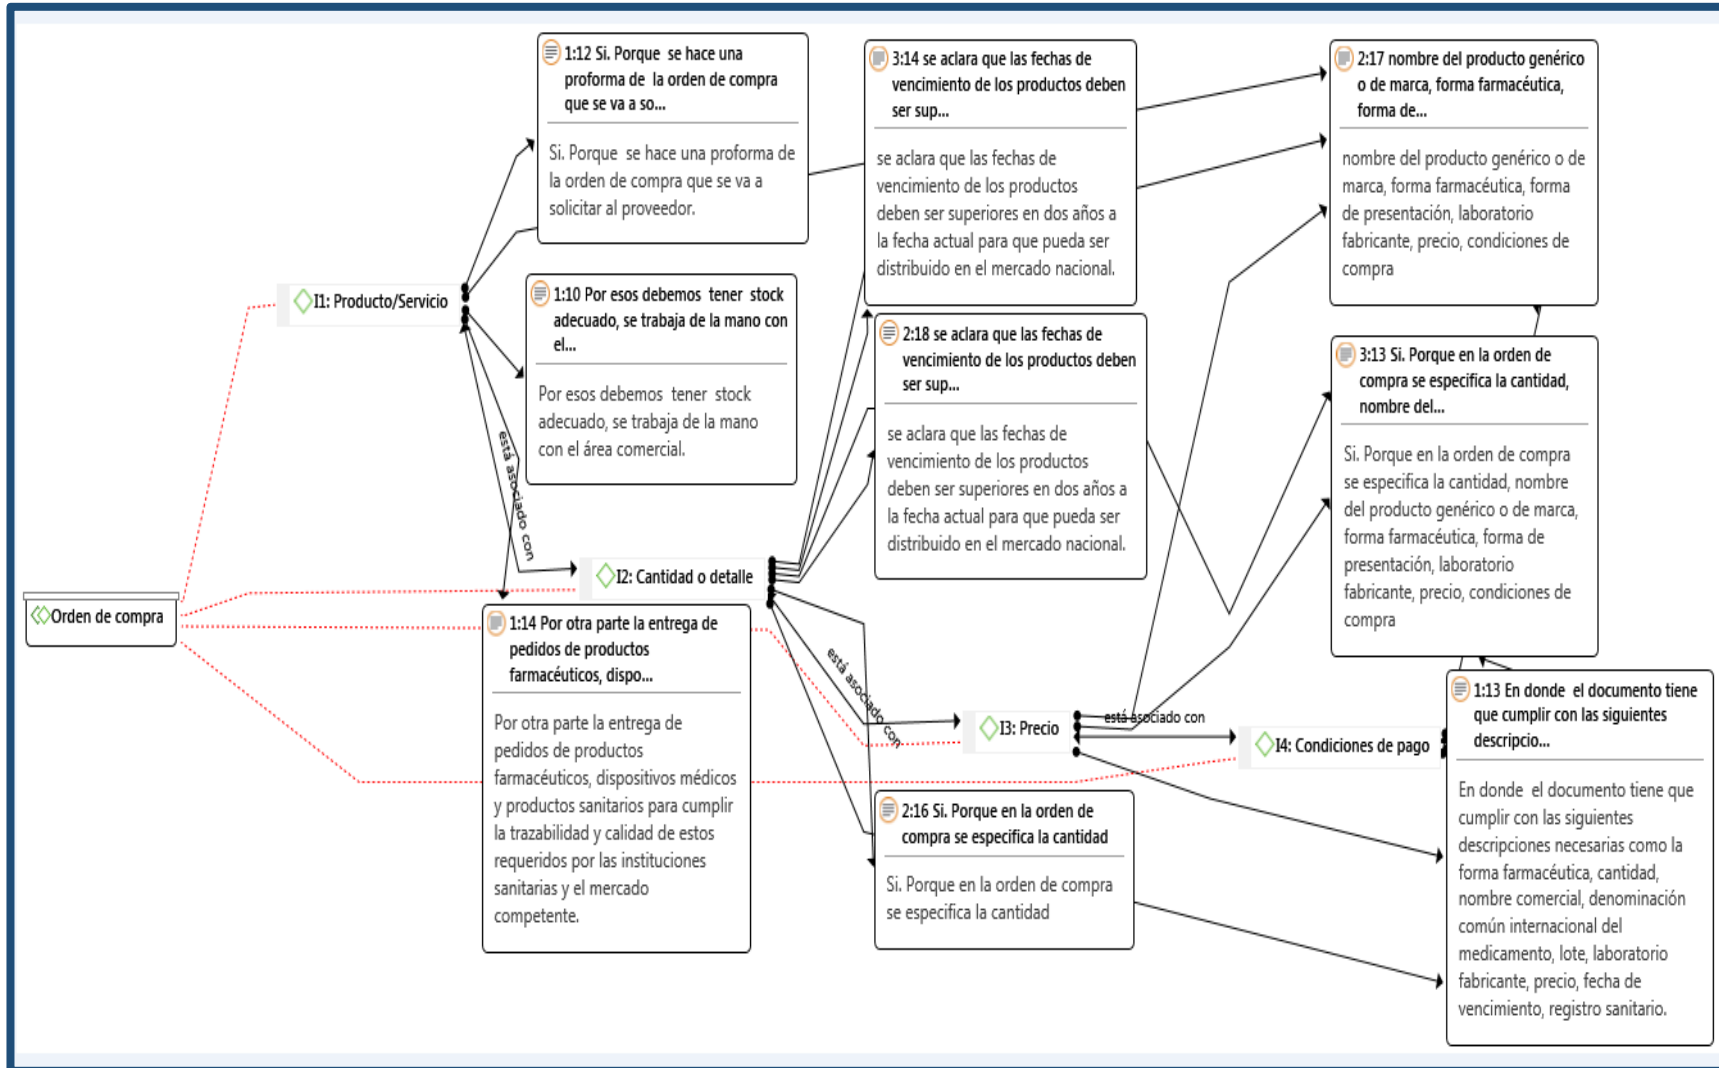 1:12 Si. Porque  se hace una
proforma de  la orden de compra
que se va a so...
Si. Porque  se hace una proforma de
la orden de compra que se va a
solicitar al proveedor.
3:14 se aclara que las fechas de
vencimiento de los productos deben
ser sup...
se aclara que las fechas de
vencimiento de los productos
deben ser superiores en dos años a
la fecha actual para que pueda ser
distribuido en el mercado nacional.
2:17 nombre del producto genérico
o de marca, forma farmacéutica,
forma de...
nombre del producto genérico o de
marca, forma farmacéutica, forma
de presentación, laboratorio
fabricante, precio, condiciones de
compra
I1: Producto/Servicio
1:10 Por esos debemos  tener  stock
adecuado, se trabaja de la mano con
el...
Por esos debemos  tener  stock
adecuado, se trabaja de la mano
con el área comercial.
2:18 se aclara que las fechas de
vencimiento de los productos deben
ser sup...
se aclara que las fechas de
vencimiento de los productos
deben ser superiores en dos años a
la fecha actual para que pueda ser
distribuido en el mercado nacional.
3:13 Si. Porque en la orden de
compra se especifica la cantidad,
nombre del...
Si. Porque en la orden de compra
se especifica la cantidad, nombre
del producto genérico o de marca,
forma farmacéutica, forma de
presentación, laboratorio
fabricante, precio, condiciones de
compra
está asociado con
I2: Cantidad o detalle
Orden de compra
1:14 Por otra parte la entrega de
pedidos de productos
farmacéuticos, dispo...
Por otra parte la entrega de
pedidos de productos
farmacéuticos, dispositivos médicos
y productos sanitarios para cumplir
la trazabilidad y calidad de estos
requeridos por las instituciones
sanitarias y el mercado
competente.
está asociado con
I3: Precio
está asociado con
I4: Condiciones de pago
1:13 En donde  el documento tiene
que cumplir con las siguientes
descripcio...
En donde  el documento tiene que
cumplir con las siguientes
descripciones necesarias como la
forma farmacéutica, cantidad,
nombre comercial, denominación
común internacional del
medicamento, lote, laboratorio
fabricante, precio, fecha de
vencimiento, registro sanitario.
2:16 Si. Porque en la orden de
compra se especifica la cantidad
Si. Porque en la orden de compra
se especifica la cantidad